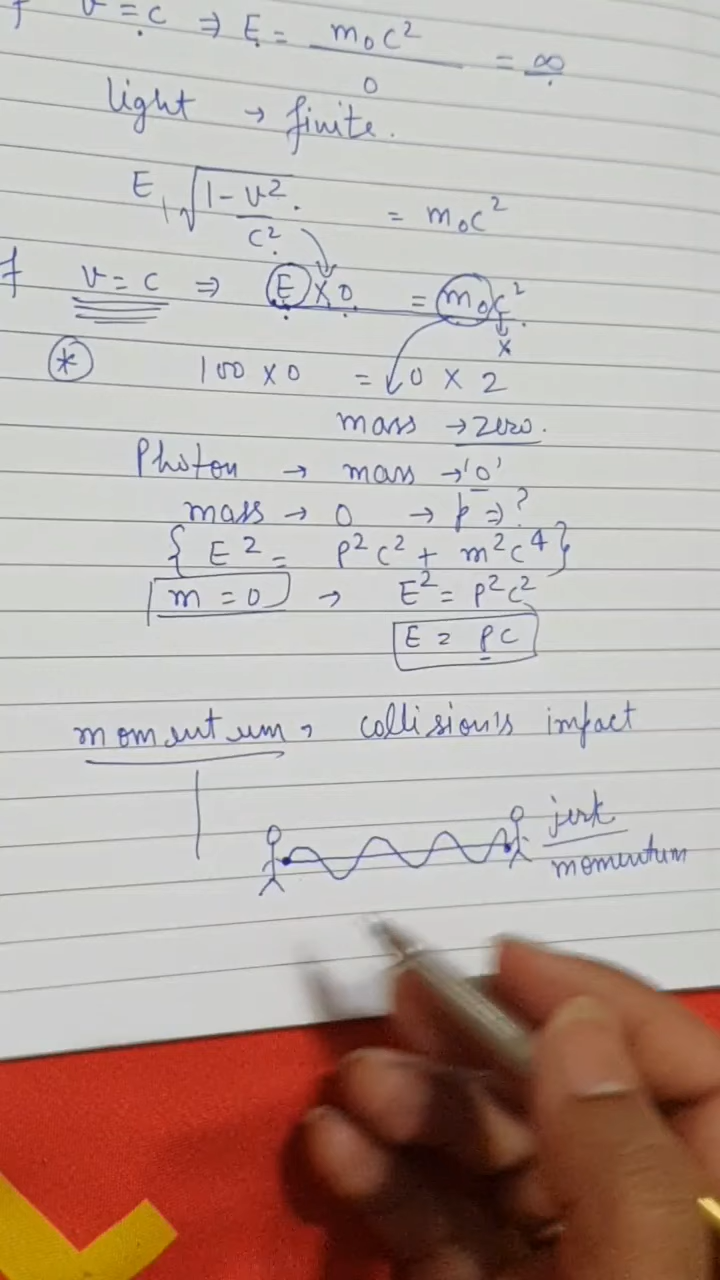 v = c ⇒ E = m₀c² / 0 = ∞
light → finite.
E √(1 - v²/c²) = m₀c²
v = c ⇒ E × 0 = m₀c²
x
* 100 × 0 = 0 × 2
mass → zero.
Photon → mass → '0'
mass → 0 → p ⇒ ?
{ E² = p²c² + m²c⁴ }
m = 0 → E² = p²c²
E = pc
momentum, collision's impact
jerk
momentum